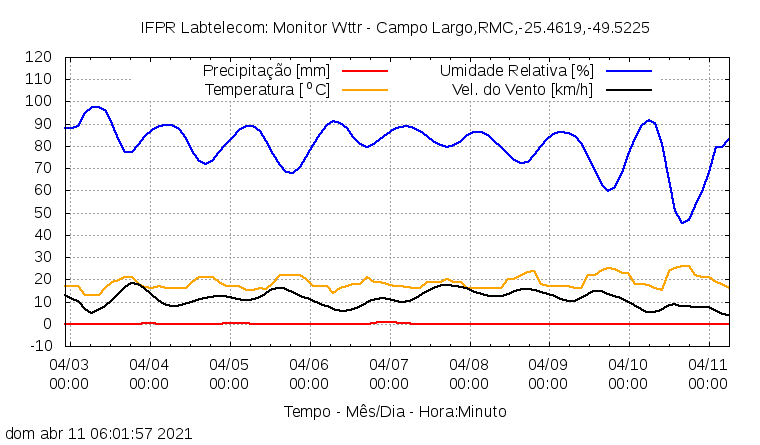 IFPR Labtelecom: Monitor Wttr - Campo Largo,RMC,-25.4619,-49.5225
Precipitação [mm] Umidade Relativa [%]
Temperatura [⁰C] Vel. do Vento [km/h]
120
110
100
90
80
70
60
50
40
30
20
10
0
-10
04/03 04/04 04/05 04/06 04/07 04/08 04/09 04/10 04/11
00:00 00:00 00:00 00:00 00:00 00:00 00:00 00:00 00:00
Tempo - Mês/Dia - Hora:Minuto
dom abr 11 06:01:57 2021